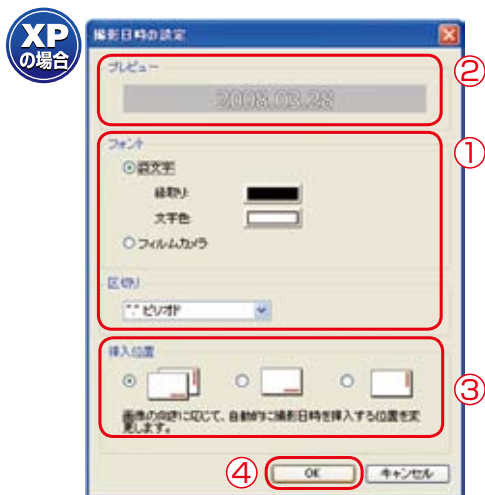 XP
の場合
撮影日時の設定
プレビュー
②
2008.03.28
フォント
①
袋文字
縁取り:
文字色
フィルムカメラ
区切り
"." ピリオド
挿入位置
③
画像の向きに応じて、自動的に撮影日時を挿入する位置を変
更します。
④
OK
キャンセル